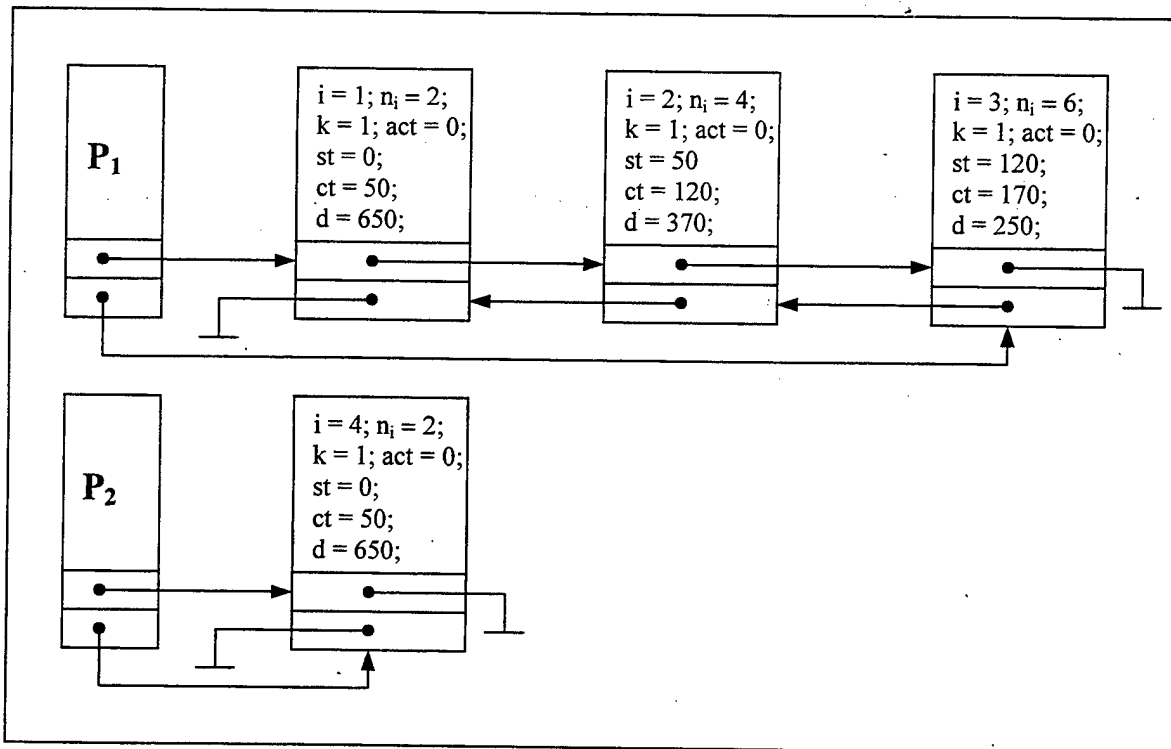 P₁
i = 1; nᵢ = 2;
k = 1; act = 0;
st = 0;
ct = 50;
d = 650;
i = 2; nᵢ = 4;
k = 1; act = 0;
st = 50
ct = 120;
d = 370;
i = 3; nᵢ = 6;
k = 1; act = 0;
st = 120;
ct = 170;
d = 250;
P₂
i = 4; nᵢ = 2;
k = 1; act = 0;
st = 0;
ct = 50;
d = 650;